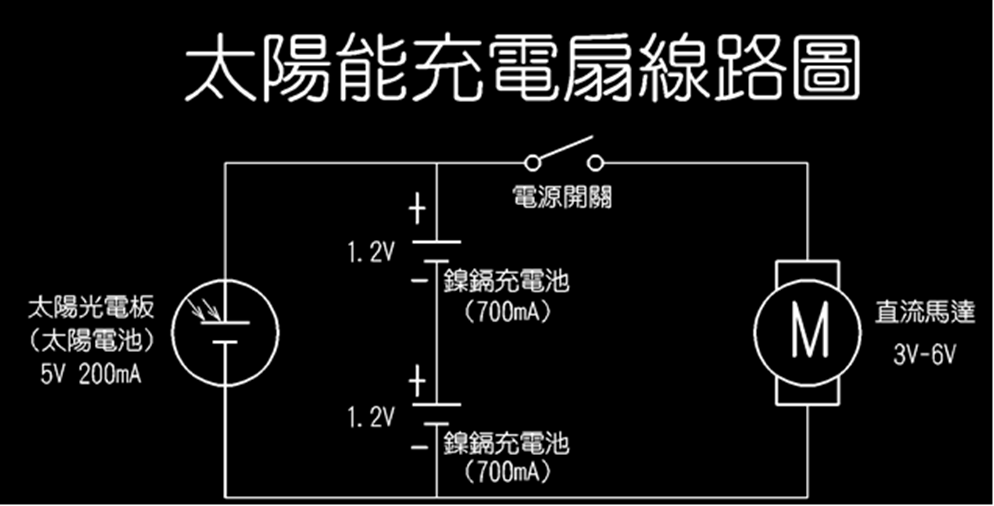 太陽能充電扇線路圖
電源開關
+
1.2V
-
鎳鎘充電池
(700mA)
太陽光電板
(太陽電池)
5V 200mA
M
直流馬達
3V-6V
+
1.2V
-
鎳鎘充電池
(700mA)